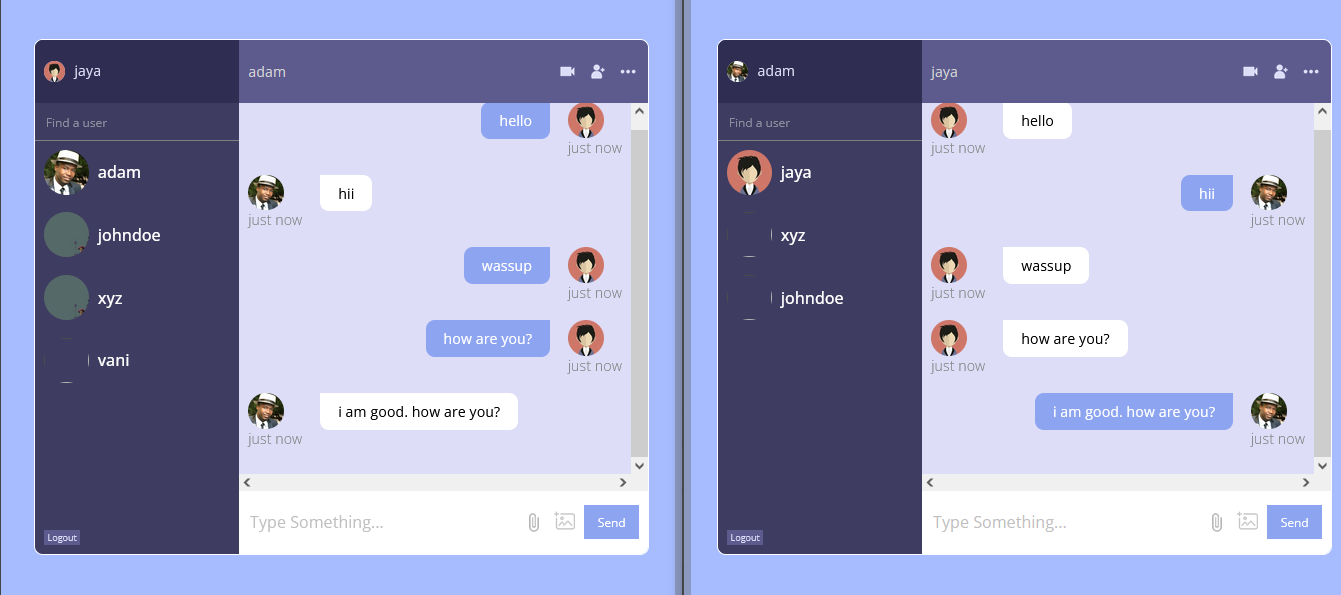 jaya
adam
Find a user
adam
johndoe
xyz
vani
Logout
hello
just now
hii
just now
wassup
just now
how are you?
just now
i am good. how are you?
just now
Type Something...
Send
adam
jaya
Find a user
jaya
xyz
johndoe
Logout
hello
just now
hii
just now
wassup
just now
how are you?
just now
i am good. how are you?
just now
Type Something...
Send